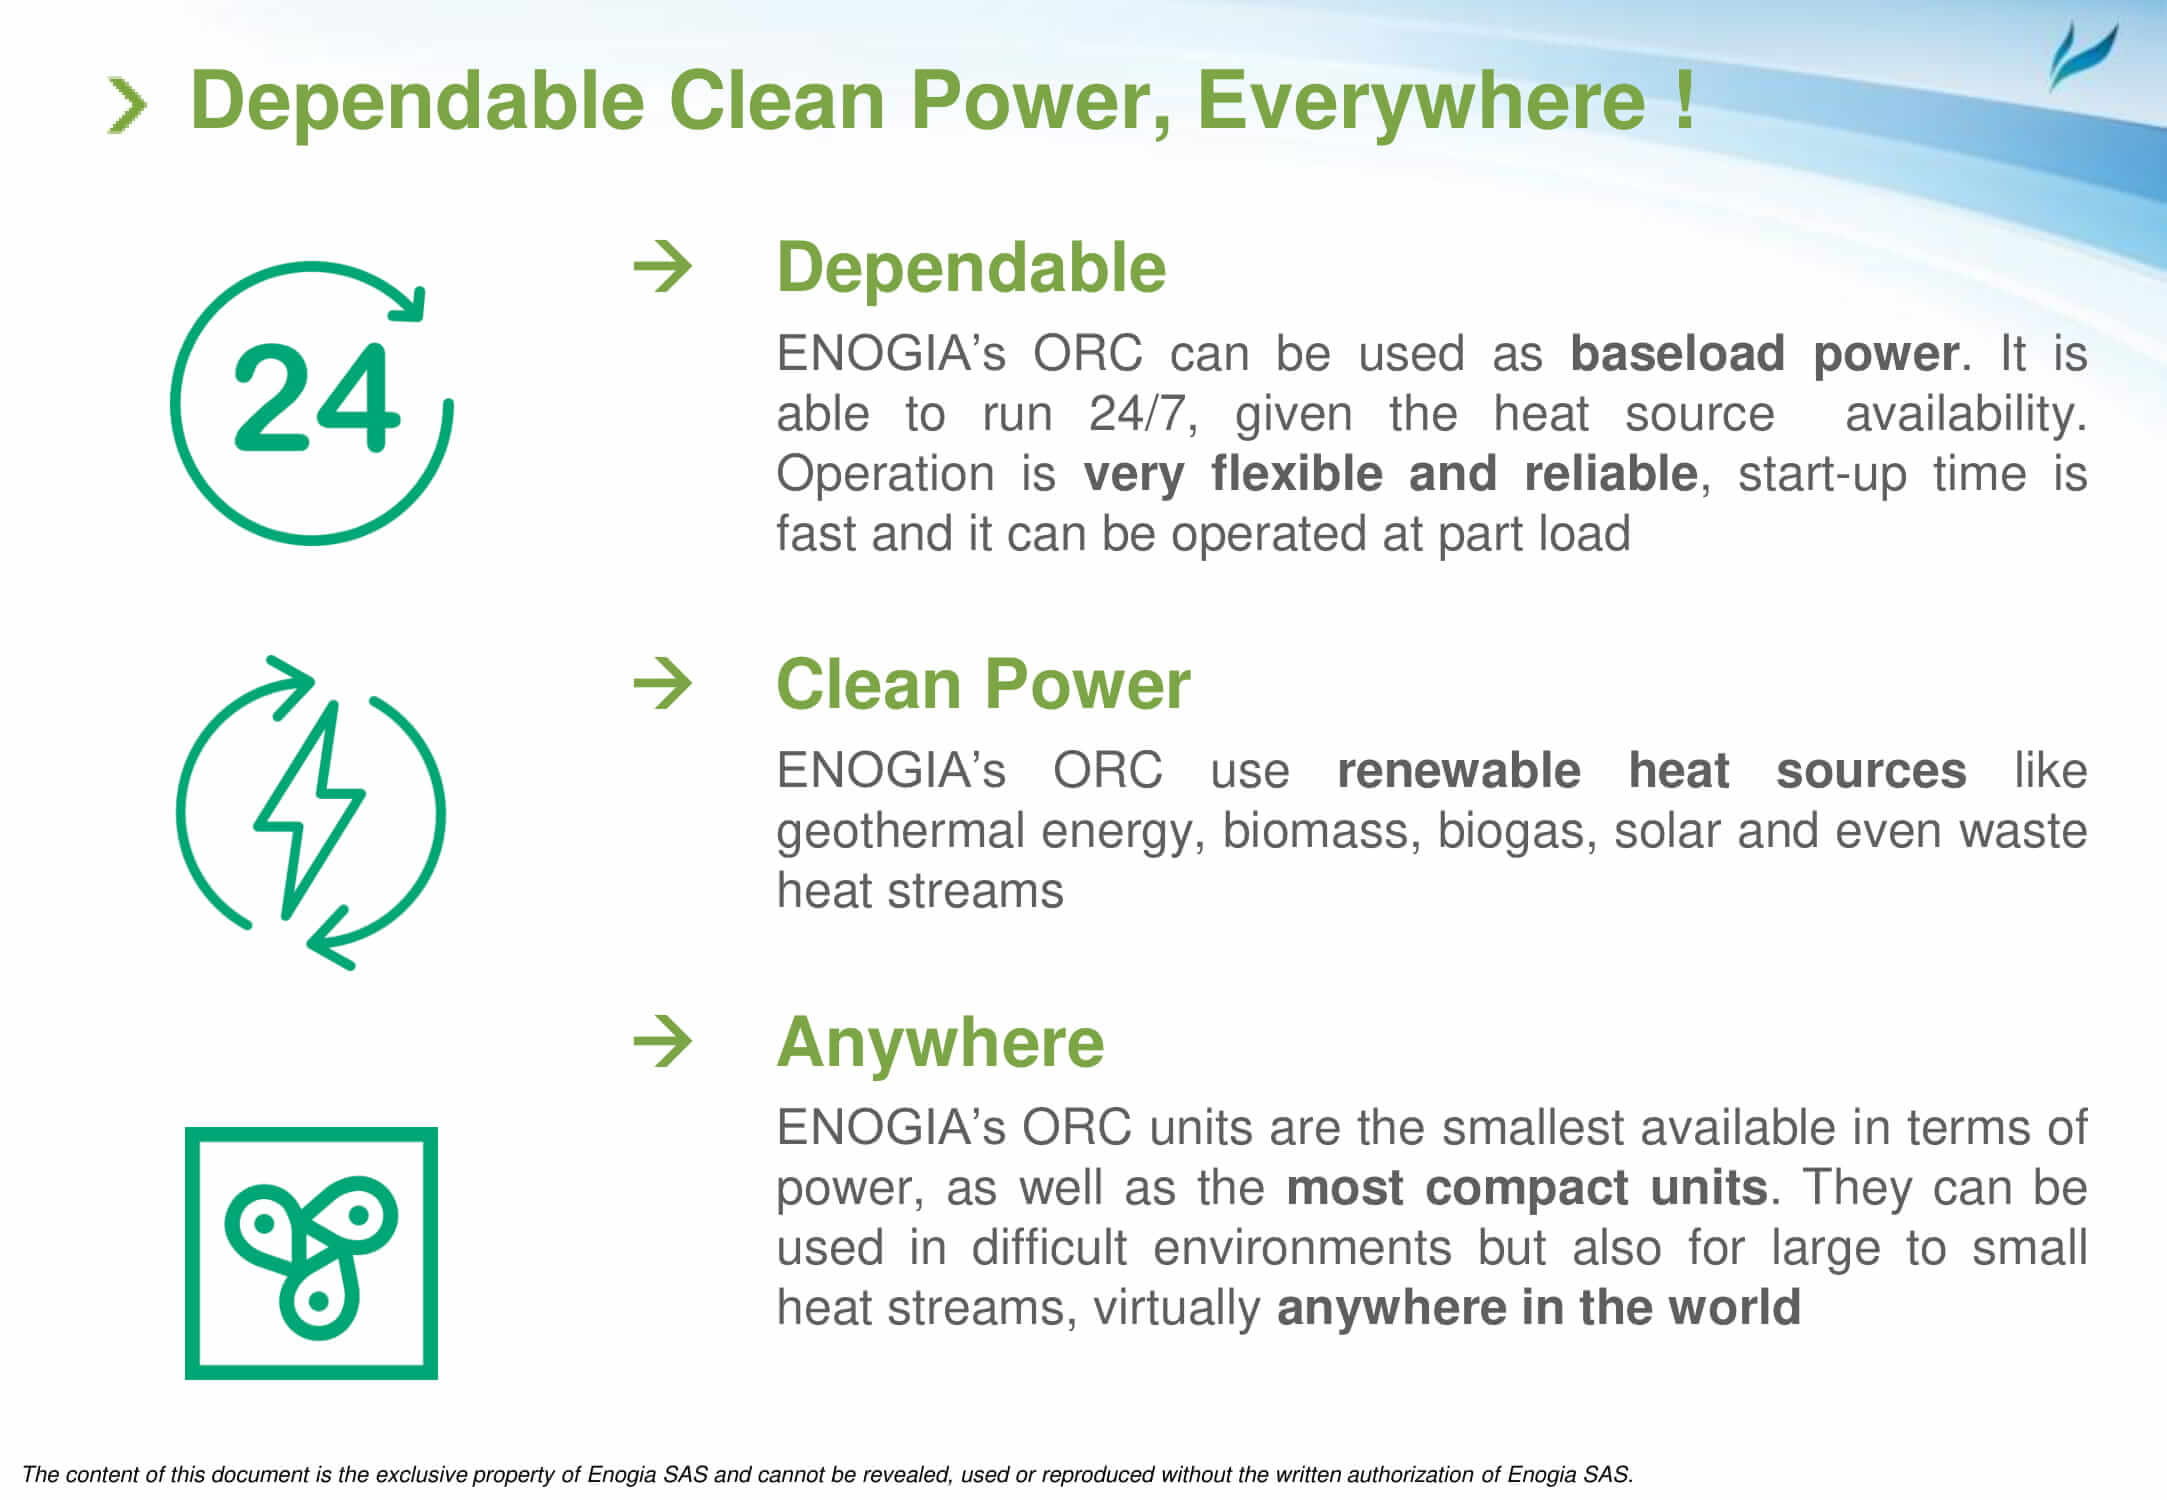 Dependable Clean Power, Everywhere !
Dependable
ENOGIA’s ORC can be used as baseload power. It is
able to run 24/7, given the heat source availability.
Operation is very flexible and reliable, start-up time is
fast and it can be operated at part load
24
Clean Power
ENOGIA’s ORC use renewable heat sources like
geothermal energy, biomass, biogas, solar and even waste
heat streams
Anywhere
ENOGIA’s ORC units are the smallest available in terms of
power, as well as the most compact units. They can be
used in difficult environments but also for large to small
heat streams, virtually anywhere in the world
The content of this document is the exclusive property of Enogia SAS and cannot be revealed, used or reproduced without the written authorization of Enogia SAS.